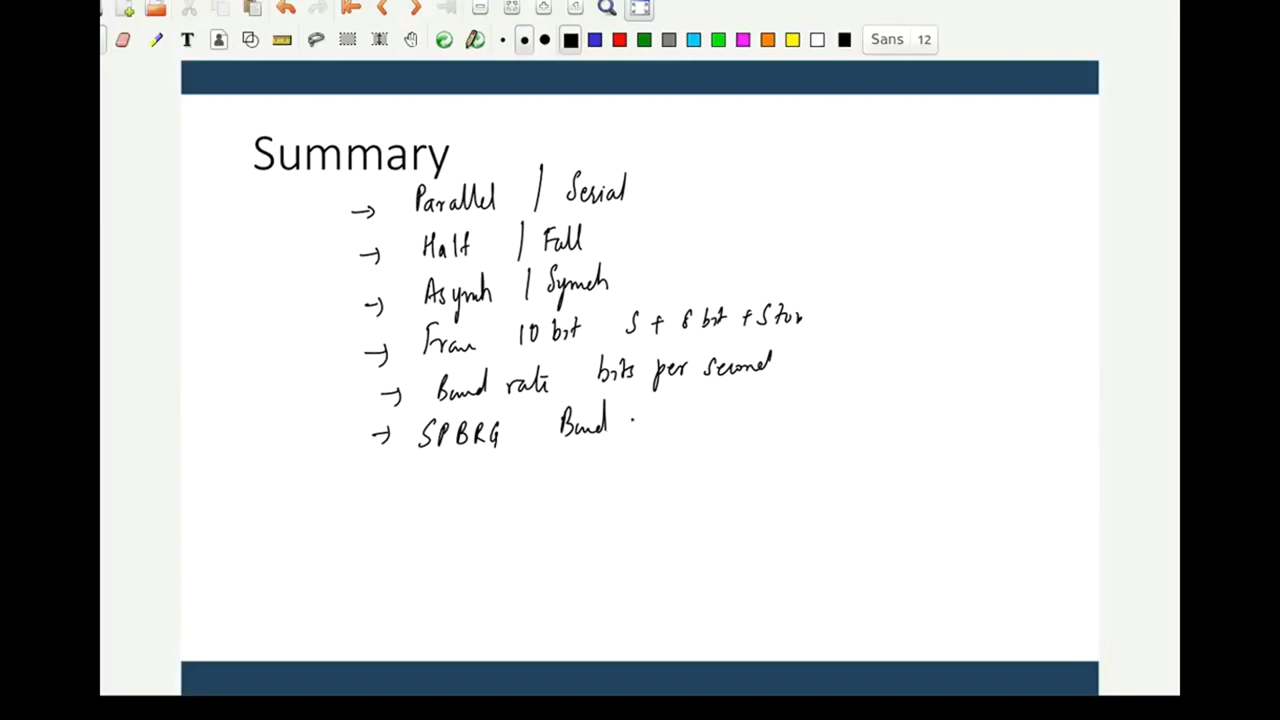 Sans 12
Summary
→ Parallel / Serial
→ Half / Full
→ Asynch / Synch
→ Fram 10 bit S + 8 bit + Stop
→ Baud rate bits per second
→ SPBRG Baud .